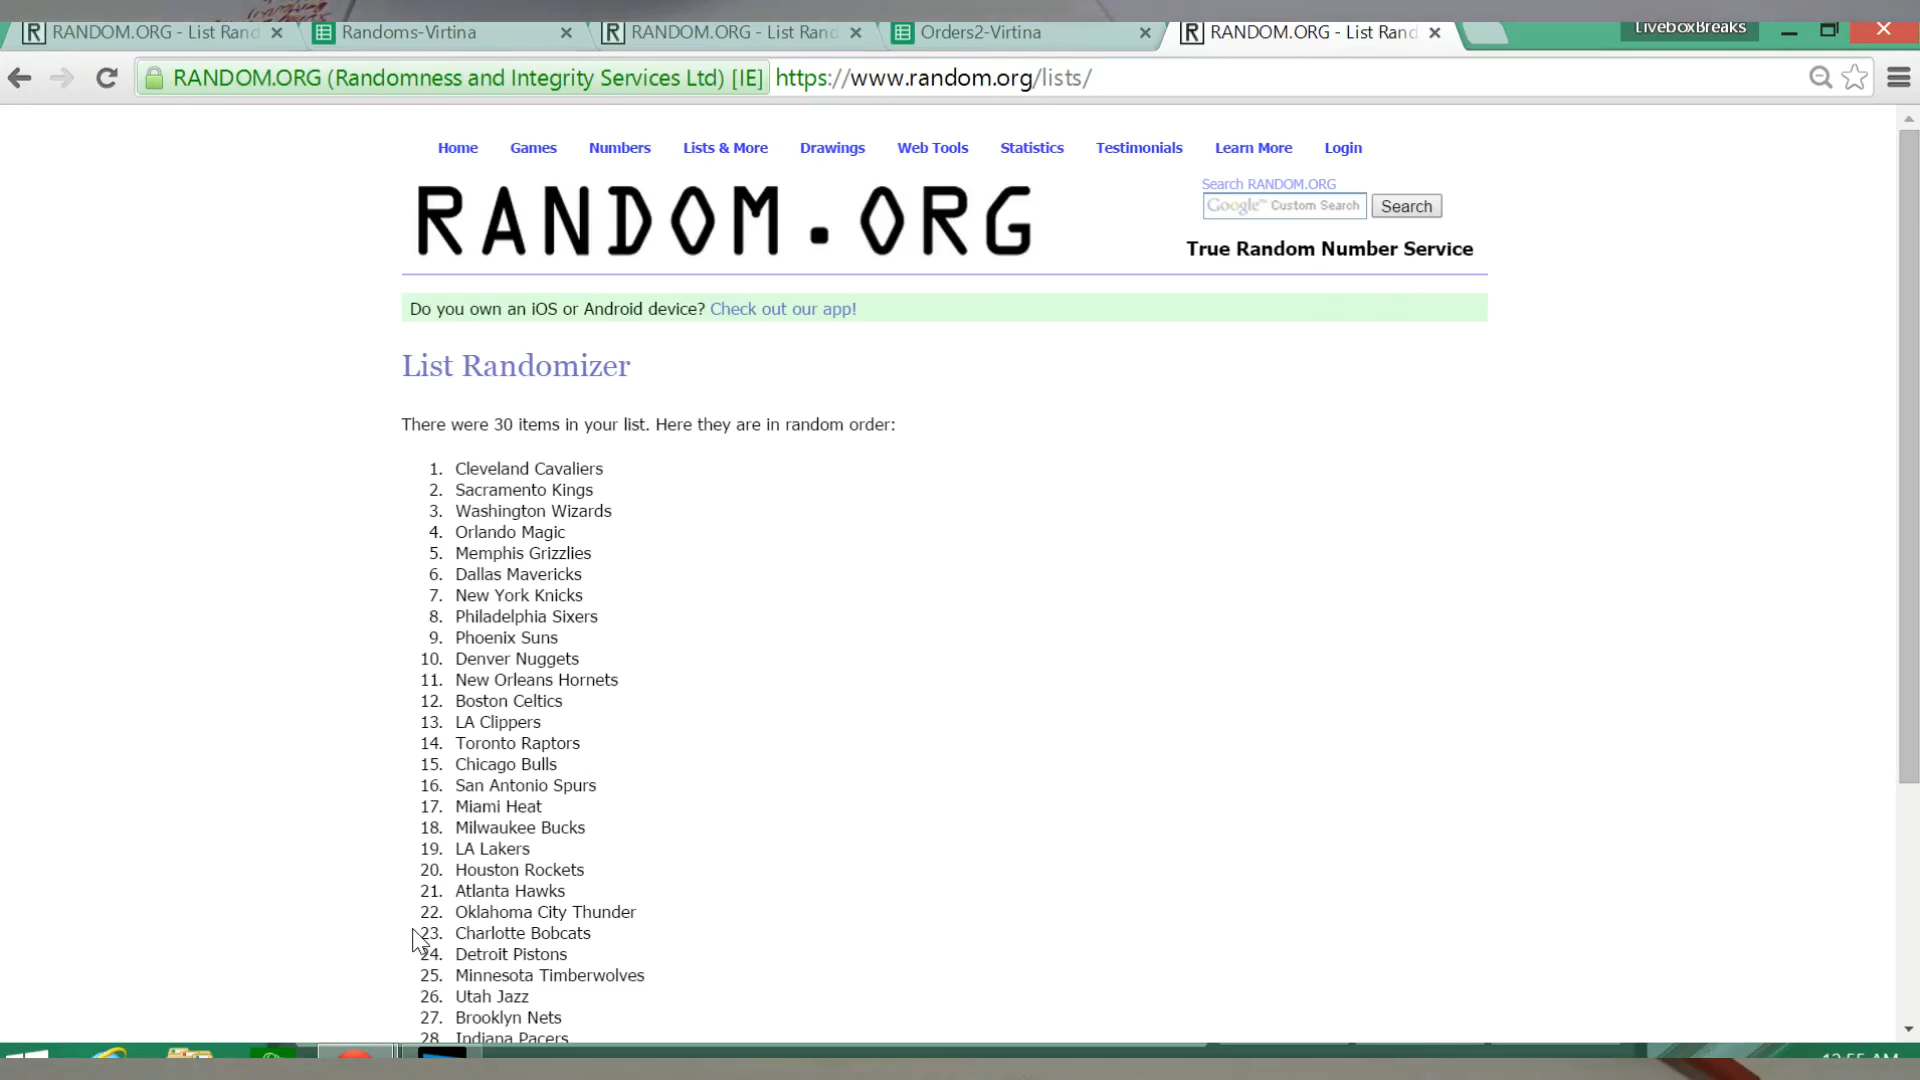 RANDOM.ORG - List Rand
Randoms-Virtina
RANDOM.ORG - List Rand
Orders2-Virtina
RANDOM.ORG - List Rand
LiveboxBreaks
RANDOM.ORG (Randomness and Integrity Services Ltd) [IE] https://www.random.org/lists/
Home Games Numbers Lists & More Drawings Web Tools Statistics Testimonials Learn More Login
RANDOM.ORG
Search RANDOM.ORG
Google™ Custom Search Search
True Random Number Service
Do you own an iOS or Android device? Check out our app!
List Randomizer
There were 30 items in your list. Here they are in random order:
1. Cleveland Cavaliers
2. Sacramento Kings
3. Washington Wizards
4. Orlando Magic
5. Memphis Grizzlies
6. Dallas Mavericks
7. New York Knicks
8. Philadelphia Sixers
9. Phoenix Suns
10. Denver Nuggets
11. New Orleans Hornets
12. Boston Celtics
13. LA Clippers
14. Toronto Raptors
15. Chicago Bulls
16. San Antonio Spurs
17. Miami Heat
18. Milwaukee Bucks
19. LA Lakers
20. Houston Rockets
21. Atlanta Hawks
22. Oklahoma City Thunder
23. Charlotte Bobcats
24. Detroit Pistons
25. Minnesota Timberwolves
26. Utah Jazz
27. Brooklyn Nets
28. Indiana Pacers
12:55 AM